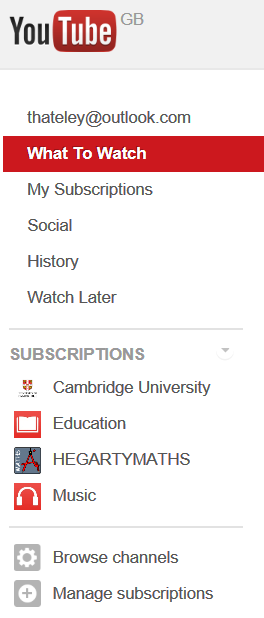 YouTube GB
thateley@outlook.com
What To Watch
My Subscriptions
Social
History
Watch Later
SUBSCRIPTIONS
Cambridge University
Education
HEGARTYMATHS
Music
Browse channels
Manage subscriptions